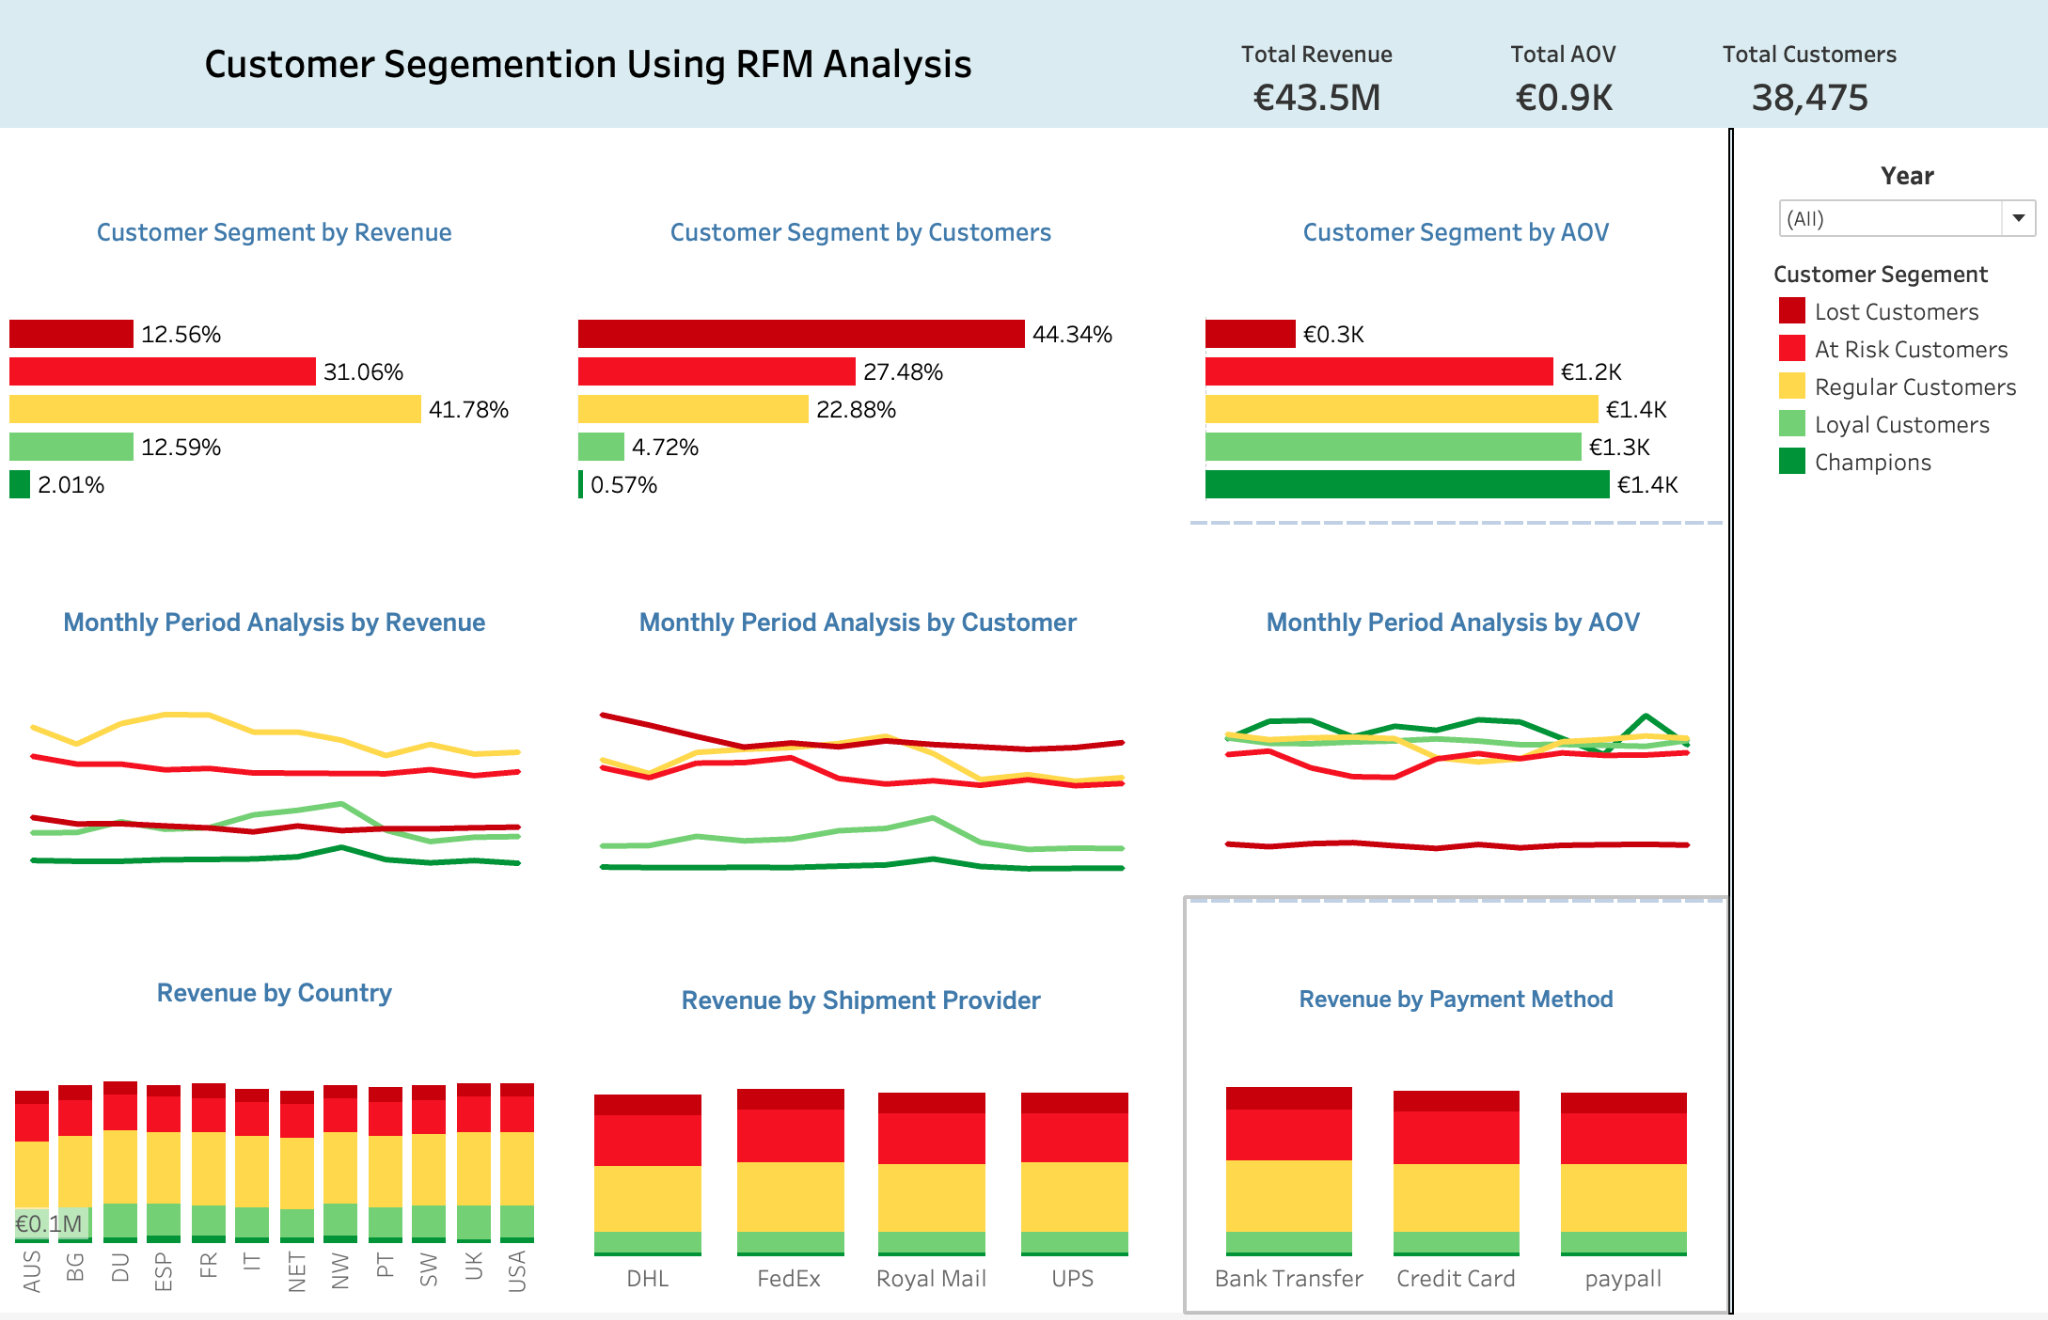 Customer Segemention Using RFM Analysis
Total Revenue
€43.5M
Total AOV
€0.9K
Total Customers
38,475
Year
(All)
Customer Segement
Lost Customers
At Risk Customers
Regular Customers
Loyal Customers
Champions
Customer Segment by Revenue
12.56%
31.06%
41.78%
12.59%
2.01%
Customer Segment by Customers
44.34%
27.48%
22.88%
4.72%
0.57%
Customer Segment by AOV
€0.3K
€1.2K
€1.4K
€1.3K
€1.4K
Monthly Period Analysis by Revenue
Monthly Period Analysis by Customer
Monthly Period Analysis by AOV
Revenue by Country
€0.1M
AUS
BG
DU
ESP
FR
IT
NET
NW
PT
SW
UK
USA
Revenue by Shipment Provider
DHL
FedEx
Royal Mail
UPS
Revenue by Payment Method
Bank Transfer
Credit Card
paypall